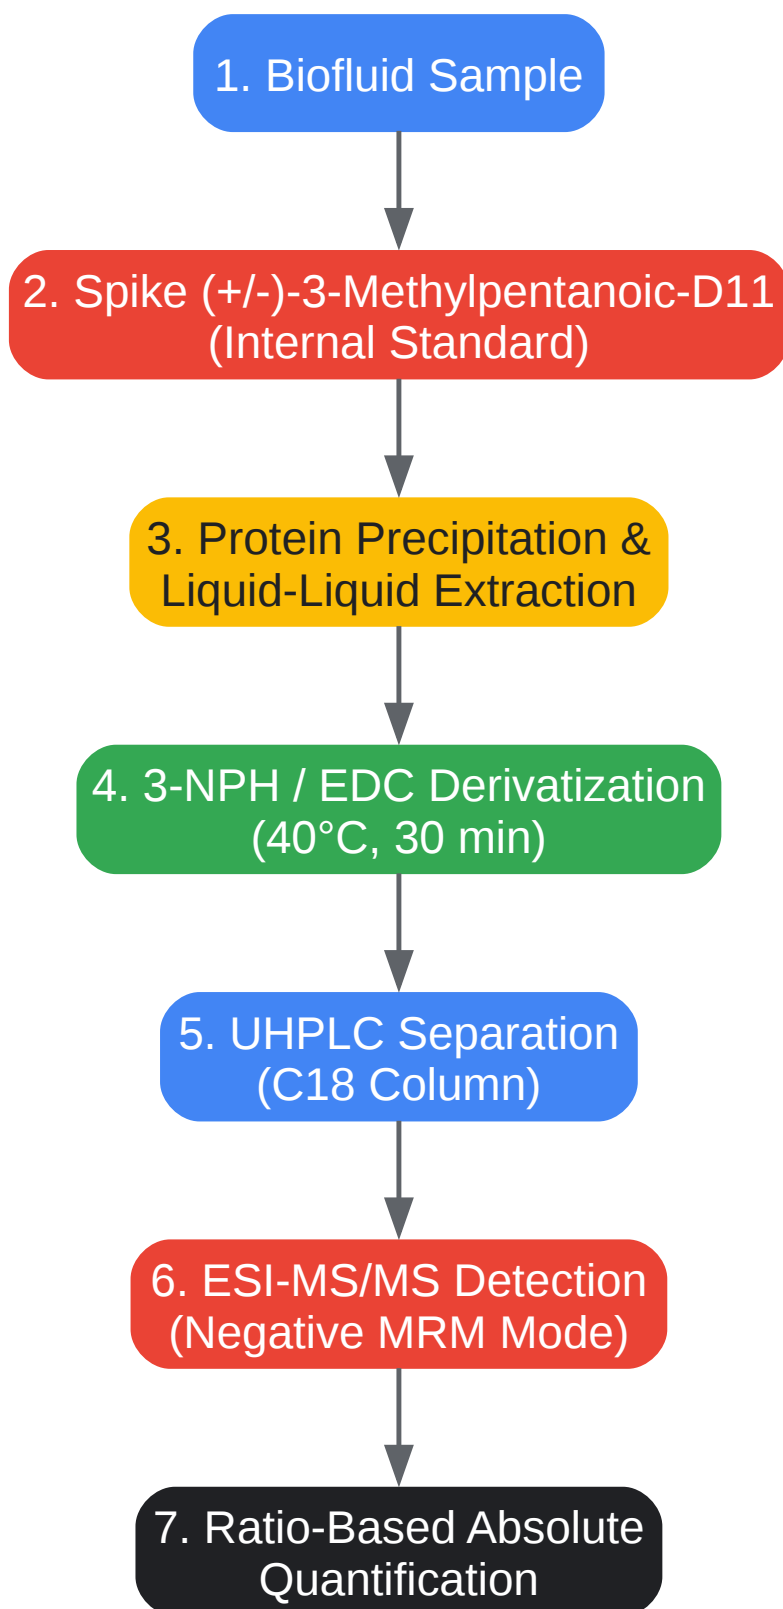 1. Biofluid Sample
2. Spike (+/-)-3-Methylpentanoic-D11
(Internal Standard)
3. Protein Precipitation &
Liquid-Liquid Extraction
4. 3-NPH / EDC Derivatization
(40°C, 30 min)
5. UHPLC Separation
(C18 Column)
6. ESI-MS/MS Detection
(Negative MRM Mode)
7. Ratio-Based Absolute
Quantification